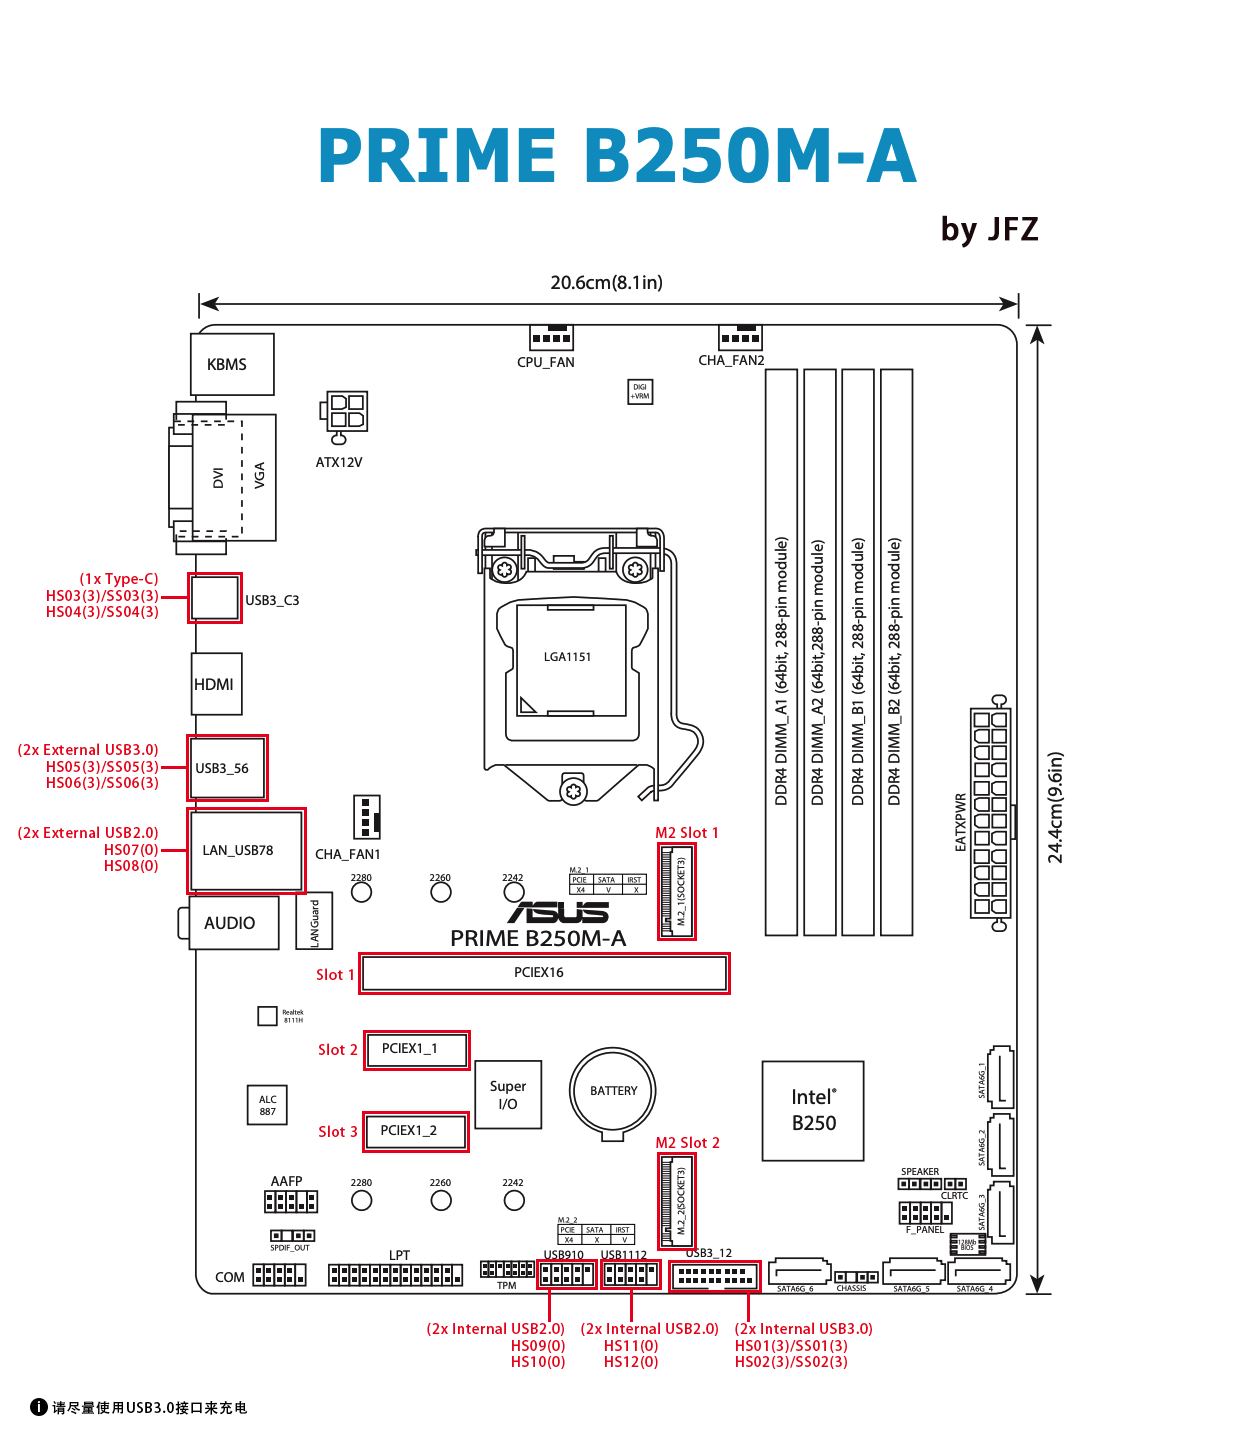 PRIME B250M-A
by JFZ
20.6cm(8.1in)
KBMS
CPU_FAN
CHA_FAN2
DIGI
+VRM
ATX12V
DVI
VGA
(1x Type-C)
HS03(3)/SS03(3)
HS04(3)/SS04(3)
USB3_C3
HDMI
LGA1151
DDR4 DIMM_A1 (64bit, 288-pin module)
DDR4 DIMM_A2 (64bit,288-pin module)
DDR4 DIMM_B1 (64bit, 288-pin module)
DDR4 DIMM_B2 (64bit, 288-pin module)
EATXPWR
24.4cm(9.6in)
(2x External USB3.0)
HS05(3)/SS05(3)
HS06(3)/SS06(3)
USB3_56
(2x External USB2.0)
HS07(0)
HS08(0)
LAN_USB78
CHA_FAN1
M2 Slot 1
M.2_1(SOCKET3)
2280
2260
2242
M.2_1
PCIE SATA IRST
X4 V X
AUDIO
LANGuard
ASUS
PRIME B250M-A
Slot 1
PCIEX16
Realtek
8111H
Slot 2
PCIEX1_1
Super
I/O
BATTERY
Intel®
B250
SATA6G_1
ALC
887
Slot 3
PCIEX1_2
M2 Slot 2
M.2_2(SOCKET3)
SATA6G_2
AAFP
2280
2260
2242
SPEAKER
CLRTC
SATA6G_3
F_PANEL
M.2_2
PCIE SATA IRST
X4 X V
SPDIF_OUT
128Mb
BIOS
COM
LPT
TPM
USB910
USB1112
USB3_12
SATA6G_6
CHASSIS
SATA6G_5
SATA6G_4
(2x Internal USB2.0)
HS09(0)
HS10(0)
(2x Internal USB2.0)
HS11(0)
HS12(0)
(2x Internal USB3.0)
HS01(3)/SS01(3)
HS02(3)/SS02(3)
i 请尽量使用USB3.0接口来充电